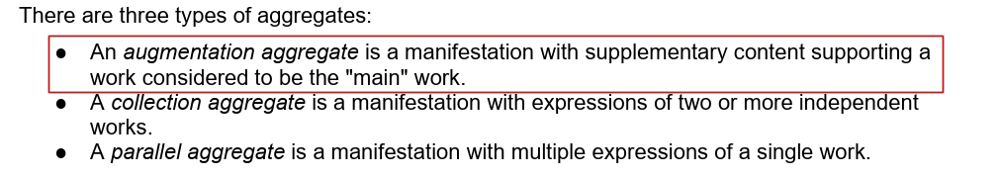 There are three types of aggregates:
● An augmentation aggregate is a manifestation with supplementary content supporting a
work considered to be the "main" work.
● A collection aggregate is a manifestation with expressions of two or more independent
works.
● A parallel aggregate is a manifestation with multiple expressions of a single work.